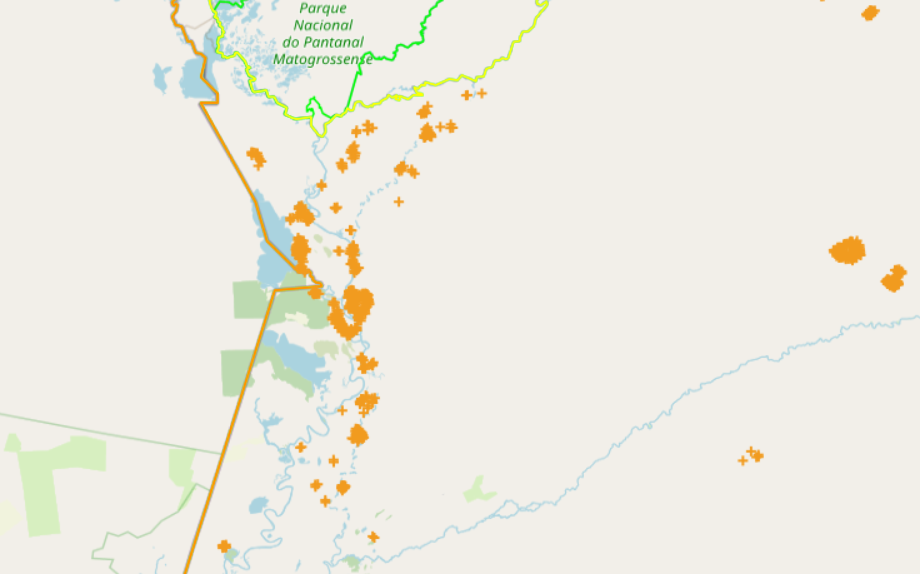 Parque
Nacional
do Pantanal
Matogrossense